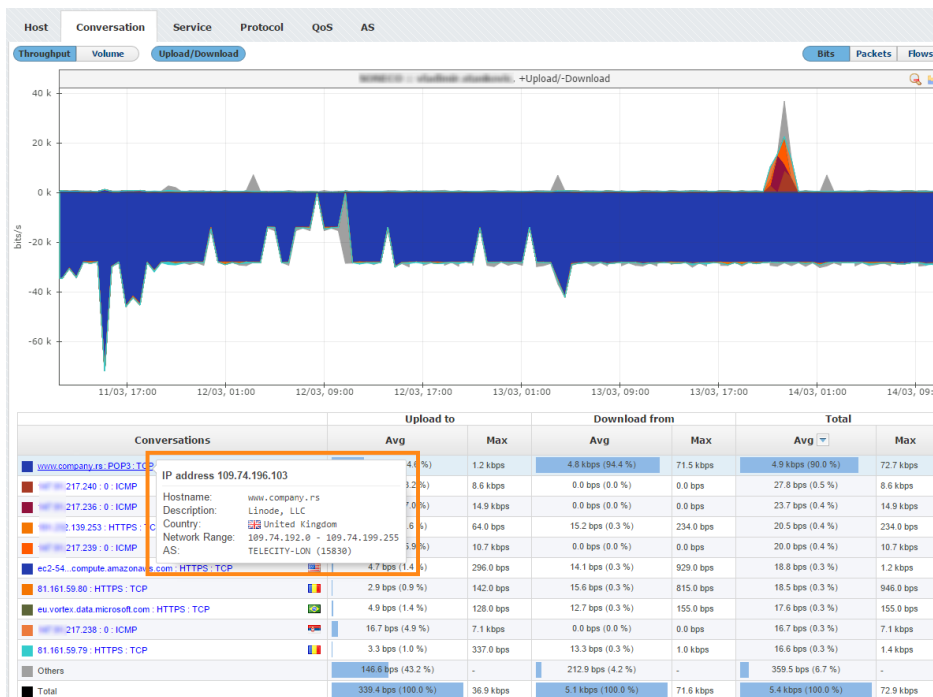 Host Conversation Service Protocol QoS AS
Throughput Volume Upload/Download Bits Packets Flows
+Upload/-Download
40 k
20 k
0 k
-20 k
-40 k
-60 k
bits/s
11/03, 17:00 12/03, 01:00 12/03, 09:00 12/03, 17:00 13/03, 01:00 13/03, 09:00 13/03, 17:00 14/03, 01:00 14/03, 09:
Upload to Download from Total
Conversations Avg Max Avg Max Avg Max
www.company.rs : POP3 : TCP 1.2 kbps 4.8 kbps (94.4 %) 71.5 kbps 4.9 kbps (90.0 %) 72.7 kbps
217.240 : 0 : ICMP 8.6 kbps 0.0 bps (0.0 %) 0.0 bps 27.8 bps (0.5 %) 8.6 kbps
217.236 : 0 : ICMP 14.9 kbps 0.0 bps (0.0 %) 0.0 bps 23.7 bps (0.4 %) 14.9 kbps
2.139.253 : HTTPS : 64.0 bps 15.2 bps (0.3 %) 234.0 bps 20.5 bps (0.4 %) 234.0 bps
217.239 : 0 : ICMP 10.7 kbps 0.0 bps (0.0 %) 0.0 bps 20.0 bps (0.4 %) 10.7 kbps
ec2-54...compute.amazonaws.com : HTTPS : TCP 4.7 bps (1.4 %) 296.0 bps 14.1 bps (0.3 %) 929.0 bps 18.8 bps (0.3 %) 1.2 kbps
81.161.59.80 : HTTPS : TCP 2.9 bps (0.9 %) 142.0 bps 15.6 bps (0.3 %) 815.0 bps 18.5 bps (0.3 %) 946.0 bps
eu.vortex.data.microsoft.com : HTTPS : TCP 4.9 bps (1.4 %) 128.0 bps 12.7 bps (0.3 %) 155.0 bps 17.6 bps (0.3 %) 155.0 bps
217.238 : 0 : ICMP 16.7 bps (4.9 %) 7.1 kbps 0.0 bps (0.0 %) 0.0 bps 16.7 bps (0.3 %) 7.1 kbps
81.161.59.79 : HTTPS : TCP 3.3 bps (1.0 %) 337.0 bps 13.3 bps (0.3 %) 1.0 kbps 16.6 bps (0.3 %) 1.4 kbps
Others 146.6 bps (43.2 %) - 212.9 bps (4.2 %) - 359.5 bps (6.7 %) -
Total 339.4 bps (100.0 %) 36.9 kbps 5.1 kbps (100.0 %) 71.6 kbps 5.4 kbps (100.0 %) 72.9 kbps
IP address 109.74.196.103
Hostname: www.company.rs
Description: Linode, LLC
Country: United Kingdom
Network Range: 109.74.192.0 - 109.74.199.255
AS: TELECITY-LON (15830)